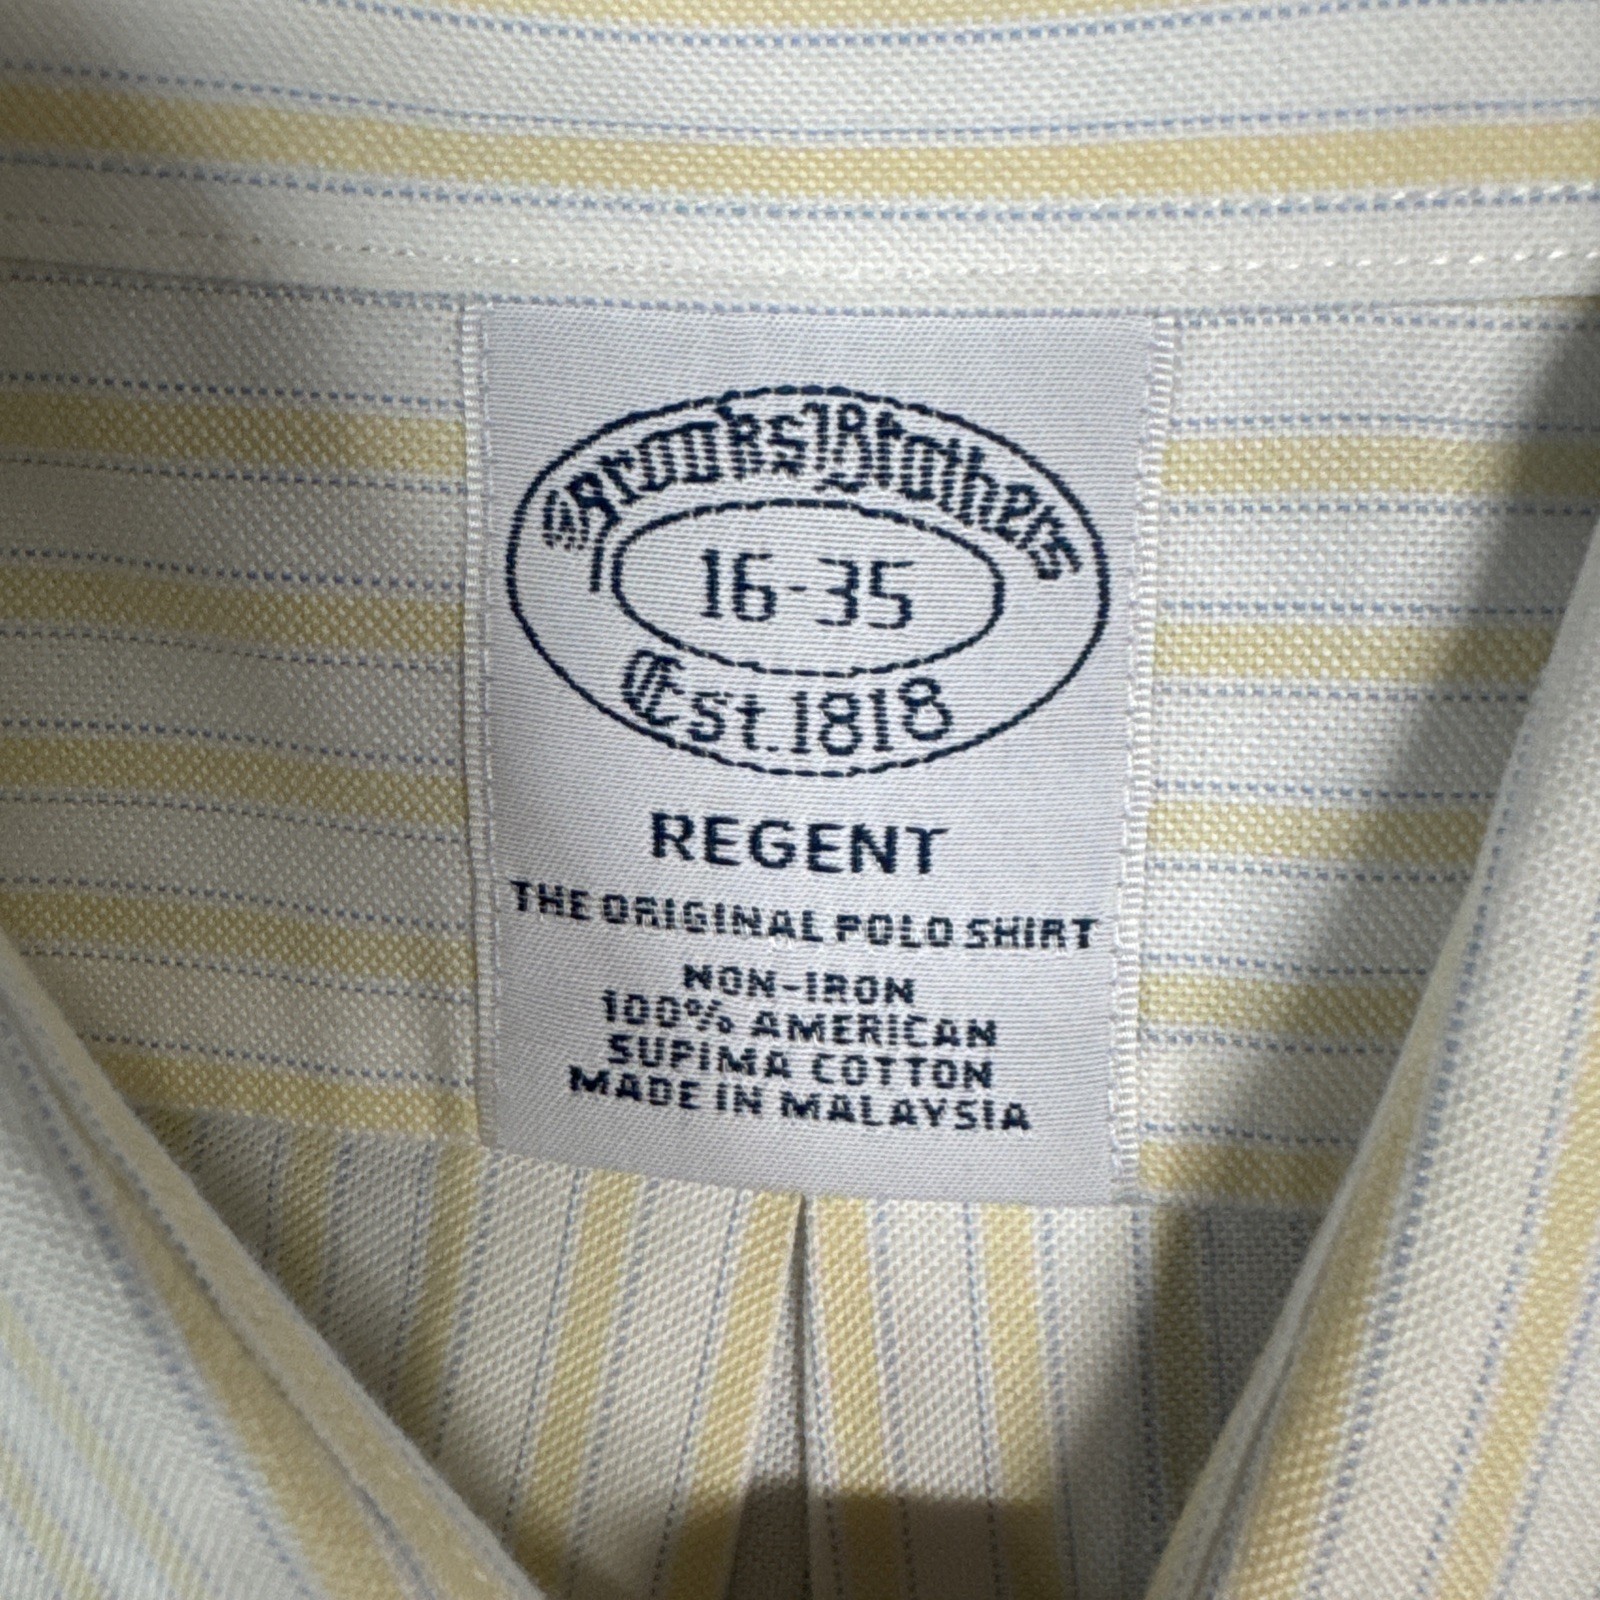 Brooks Brothers
16-35
Est. 1818
REGENT
THE ORIGINAL POLO SHIRT
NON-IRON
100% AMERICAN
SUPIMA COTTON
MADE IN MALAYSIA